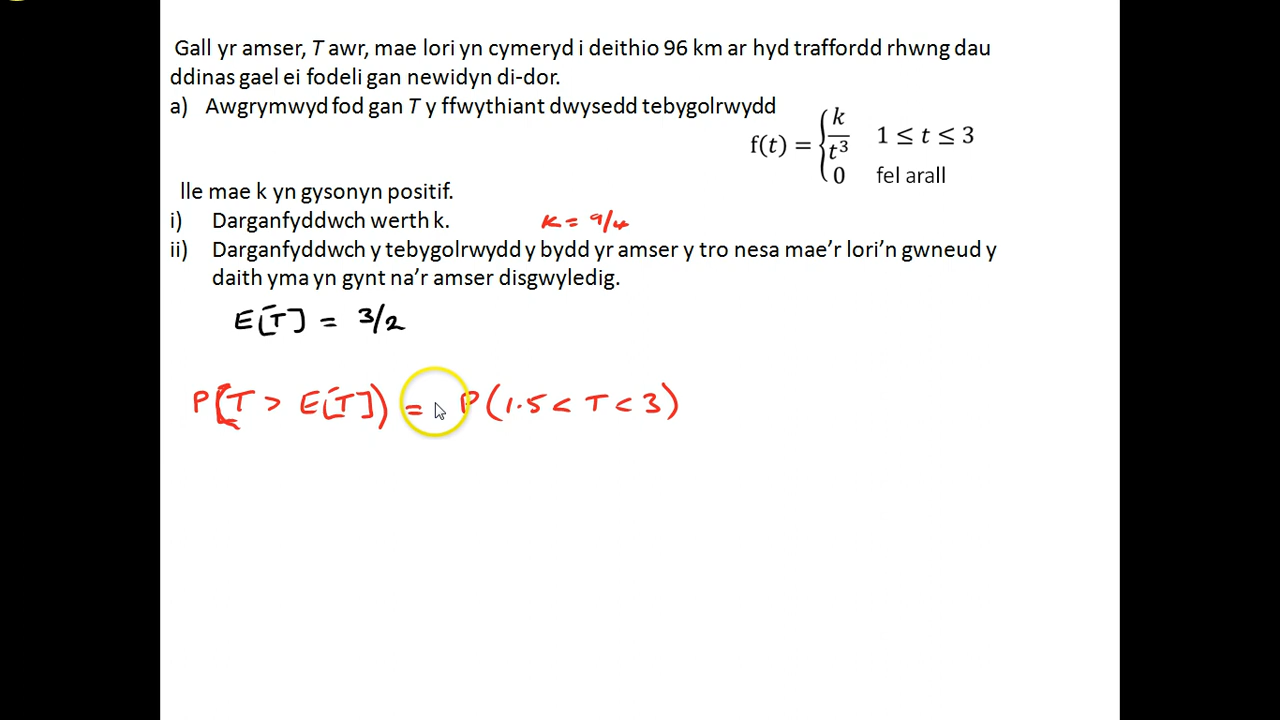 Gall yr amser, T awr, mae lori yn cymeryd i deithio 96 km ar hyd traffordd rhwng dau
ddinas gael ei fodeli gan newidyn di-dor.
a) Awgrymwyd fod gan T y ffwythiant dwysedd tebygolrwydd
f(t) = { k/t³ 1 ≤ t ≤ 3
0 fel arall
lle mae k yn gysonyn positif.
i) Darganfyddwch werth k. K = 9/4
ii) Darganfyddwch y tebygolrwydd y bydd yr amser y tro nesa mae’r lori’n gwneud y
daith yma yn gynt na’r amser disgwyledig.
E[T] = 3/2
P(T > E[T]) = P(1.5 < T < 3)